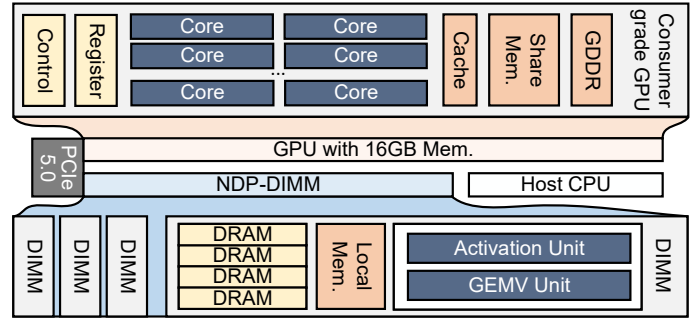 Control
Register
Core
Core
Core
Core
...
Core
Core
Cache
Share
Mem.
GDDR
Consumer
grade GPU
PCIe
5.0
GPU with 16GB Mem.
NDP-DIMM
Host CPU
DIMM
DIMM
DIMM
DRAM
DRAM
DRAM
DRAM
Local
Mem.
Activation Unit
GEMV Unit
DIMM